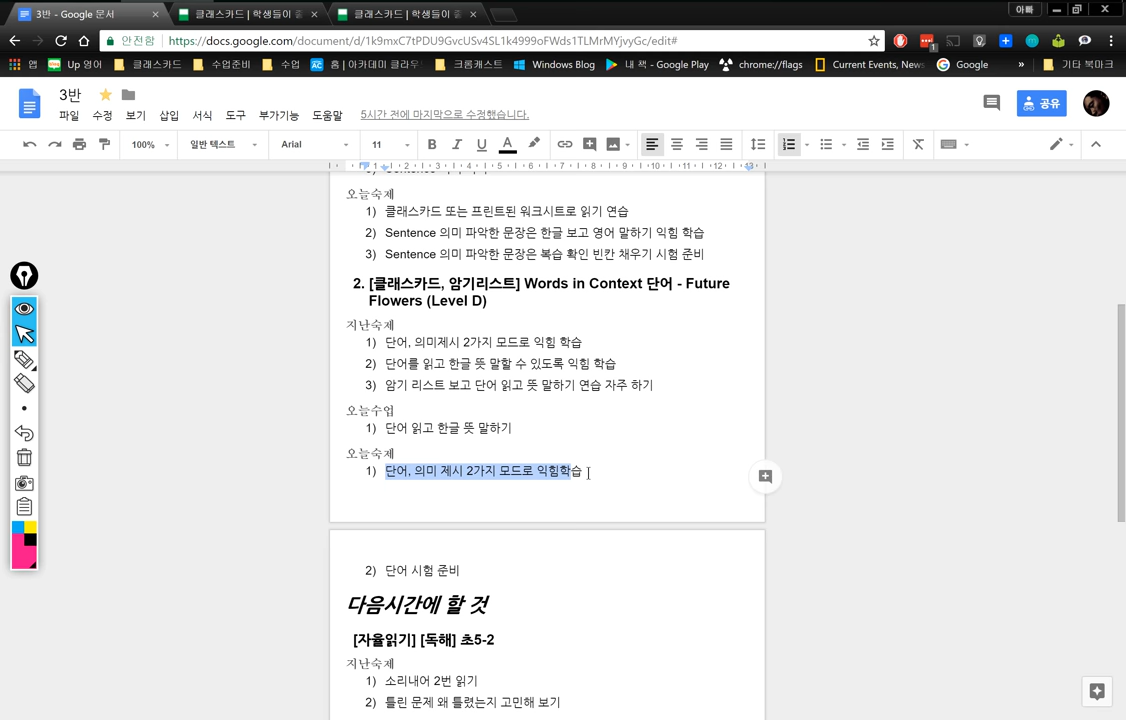 3반 - Google 문서
클래스카드 | 학생들이 좋
클래스카드 | 학생들이 좋
아빠
안전함 | https://docs.google.com/document/d/1k9mxC7tPDU9GvcUSv4SL1k4999oFWds1TLMrMYjvyGc/edit#
앱 Up 영어 클래스카드 수업준비 수업 홈 | 아카데미 클라우 크롬캐스트 Windows Blog 내 책 - Google Play chrome://flags Current Events, News Google » 기타 북마크
3반
파일 수정 보기 삽입 서식 도구 부가기능 도움말 5시간 전에 마지막으로 수정했습니다.
공유
100% 일반 텍스트 Arial 11
1 2 3 4 5 6 7 8 9 10 11 12 13
오늘숙제
1) 클래스카드 또는 프린트된 워크시트로 읽기 연습
2) Sentence 의미 파악한 문장은 한글 보고 영어 말하기 익힘 학습
3) Sentence 의미 파악한 문장은 복습 확인 빈칸 채우기 시험 준비
2. [클래스카드, 암기리스트] Words in Context 단어 - Future
Flowers (Level D)
지난숙제
1) 단어, 의미제시 2가지 모드로 익힘 학습
2) 단어를 읽고 한글 뜻 말할 수 있도록 익힘 학습
3) 암기 리스트 보고 단어 읽고 뜻 말하기 연습 자주 하기
오늘수업
1) 단어 읽고 한글 뜻 말하기
오늘숙제
1) 단어, 의미 제시 2가지 모드로 익힘학습
2) 단어 시험 준비
다음시간에 할 것
[자율읽기] [독해] 초5-2
지난숙제
1) 소리내어 2번 읽기
2) 틀린 문제 왜 틀렸는지 고민해 보기